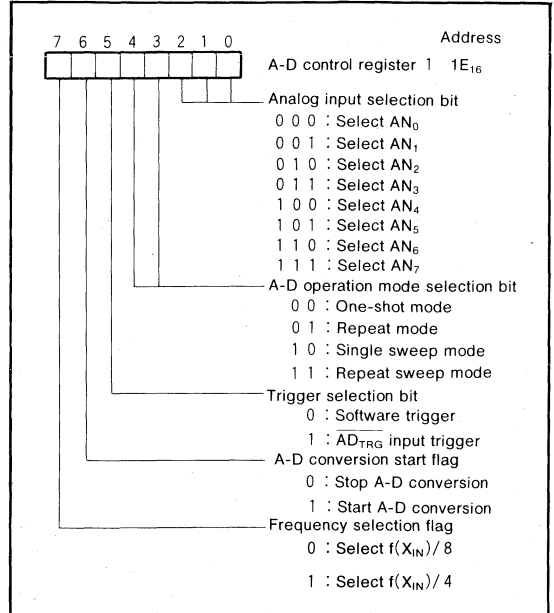 7 6 5 4 3 2 1 0 Address
A-D control register 1 1E₁₆
Analog input selection bit
0 0 0 : Select AN₀
0 0 1 : Select AN₁
0 1 0 : Select AN₂
0 1 1 : Select AN₃
1 0 0 : Select AN₄
1 0 1 : Select AN₅
1 1 0 : Select AN₆
1 1 1 : Select AN₇
A-D operation mode selection bit
0 0 : One-shot mode
0 1 : Repeat mode
1 0 : Single sweep mode
1 1 : Repeat sweep mode
Trigger selection bit
0 : Software trigger
1 : A̅D̅T̅R̅G̅ input trigger
A-D conversion start flag
0 : Stop A-D conversion
1 : Start A-D conversion
Frequency selection flag
0 : Select f(XIN)/ 8
1 : Select f(XIN)/ 4